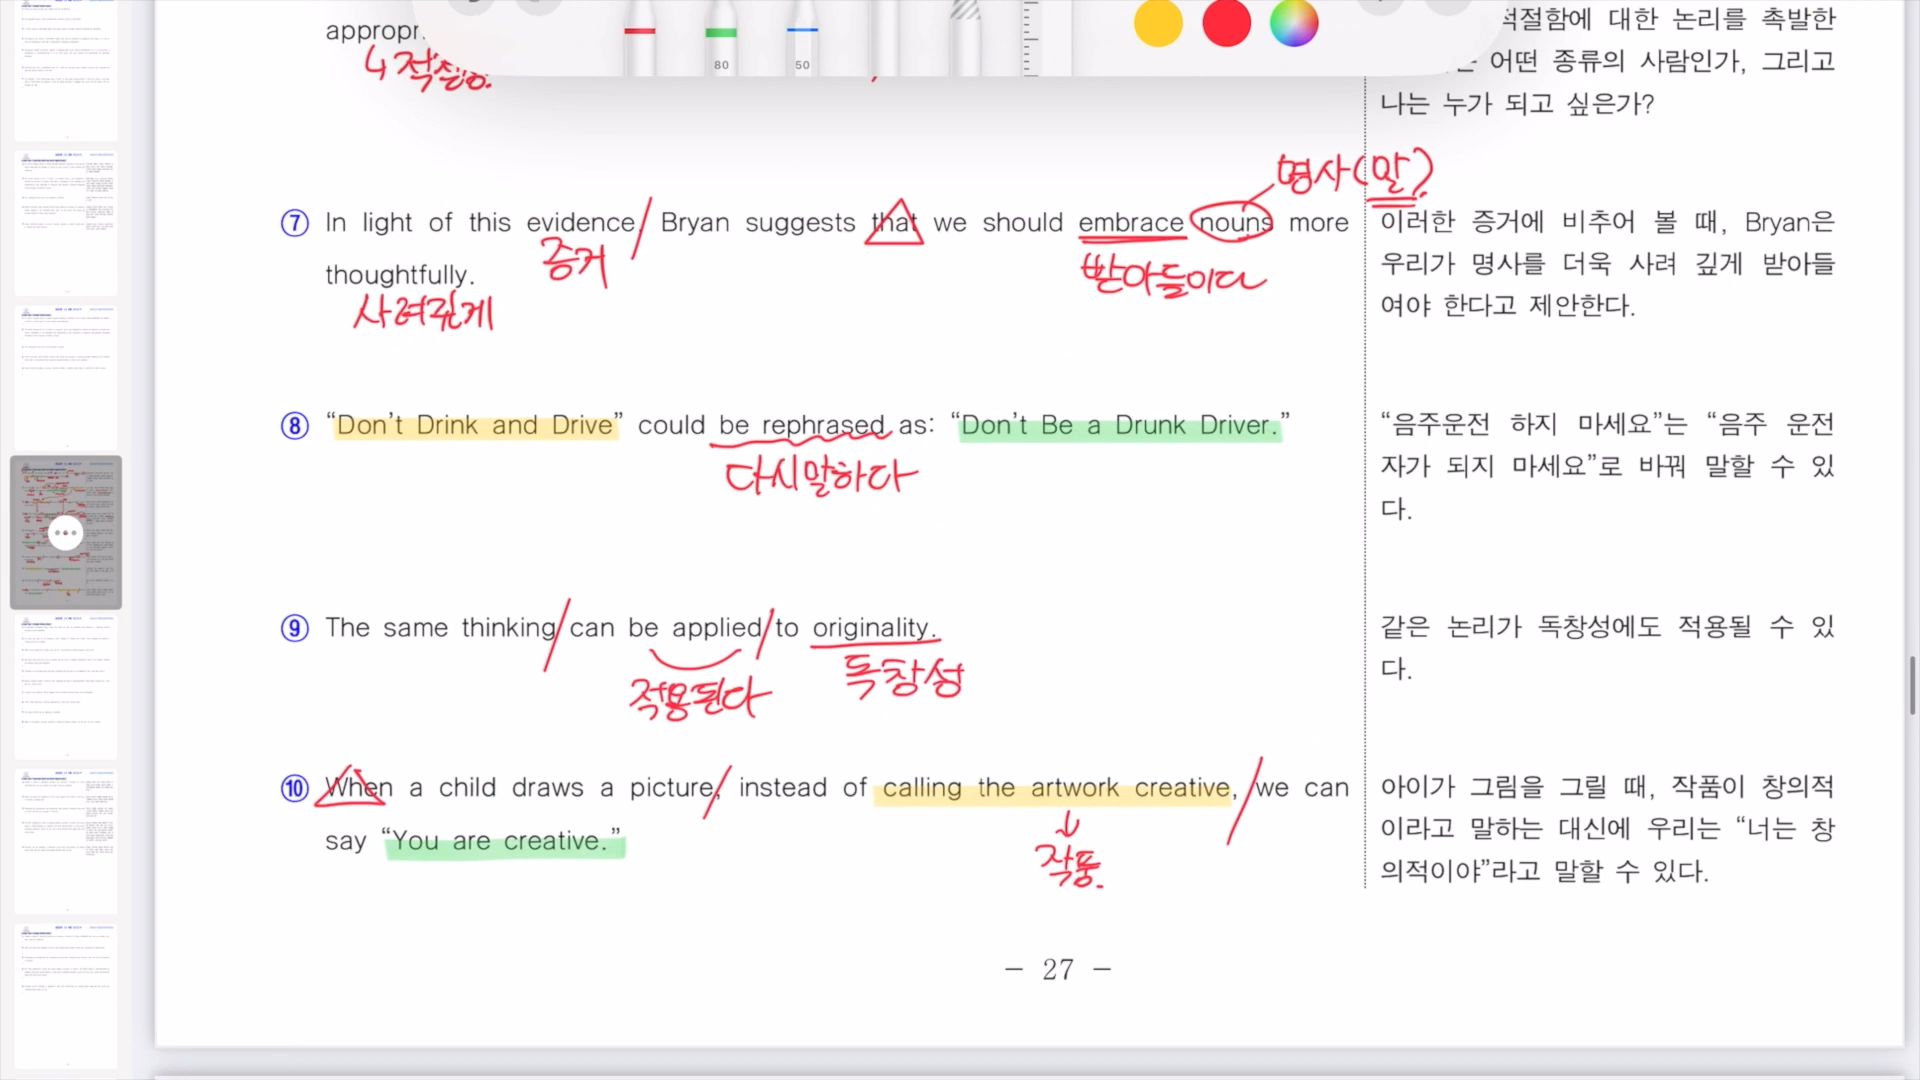 적절함에 대한 논리를 촉발한
appropr
80
50
어떤 종류의 사람인가, 그리고
나는 누가 되고 싶은가?
명사(말)
⑦ In light of this evidence, Bryan suggests that we should embrace nouns more
thoughtfully.
증거
받아들이다
사려깊게
이러한 증거에 비추어 볼 때, Bryan은
우리가 명사를 더욱 사려 깊게 받아들
여야 한다고 제안한다.
⑧ “Don’t Drink and Drive” could be rephrased as: “Don’t Be a Drunk Driver.”
다시말하다
“음주운전 하지 마세요”는 “음주 운전
자가 되지 마세요”로 바꿔 말할 수 있
다.
⑨ The same thinking can be applied to originality.
적용된다
독창성
같은 논리가 독창성에도 적용될 수 있
다.
⑩ When a child draws a picture, instead of calling the artwork creative, we can
say “You are creative.”
작품.
아이가 그림을 그릴 때, 작품이 창의적
이라고 말하는 대신에 우리는 “너는 창
의적이야”라고 말할 수 있다.
– 27 –